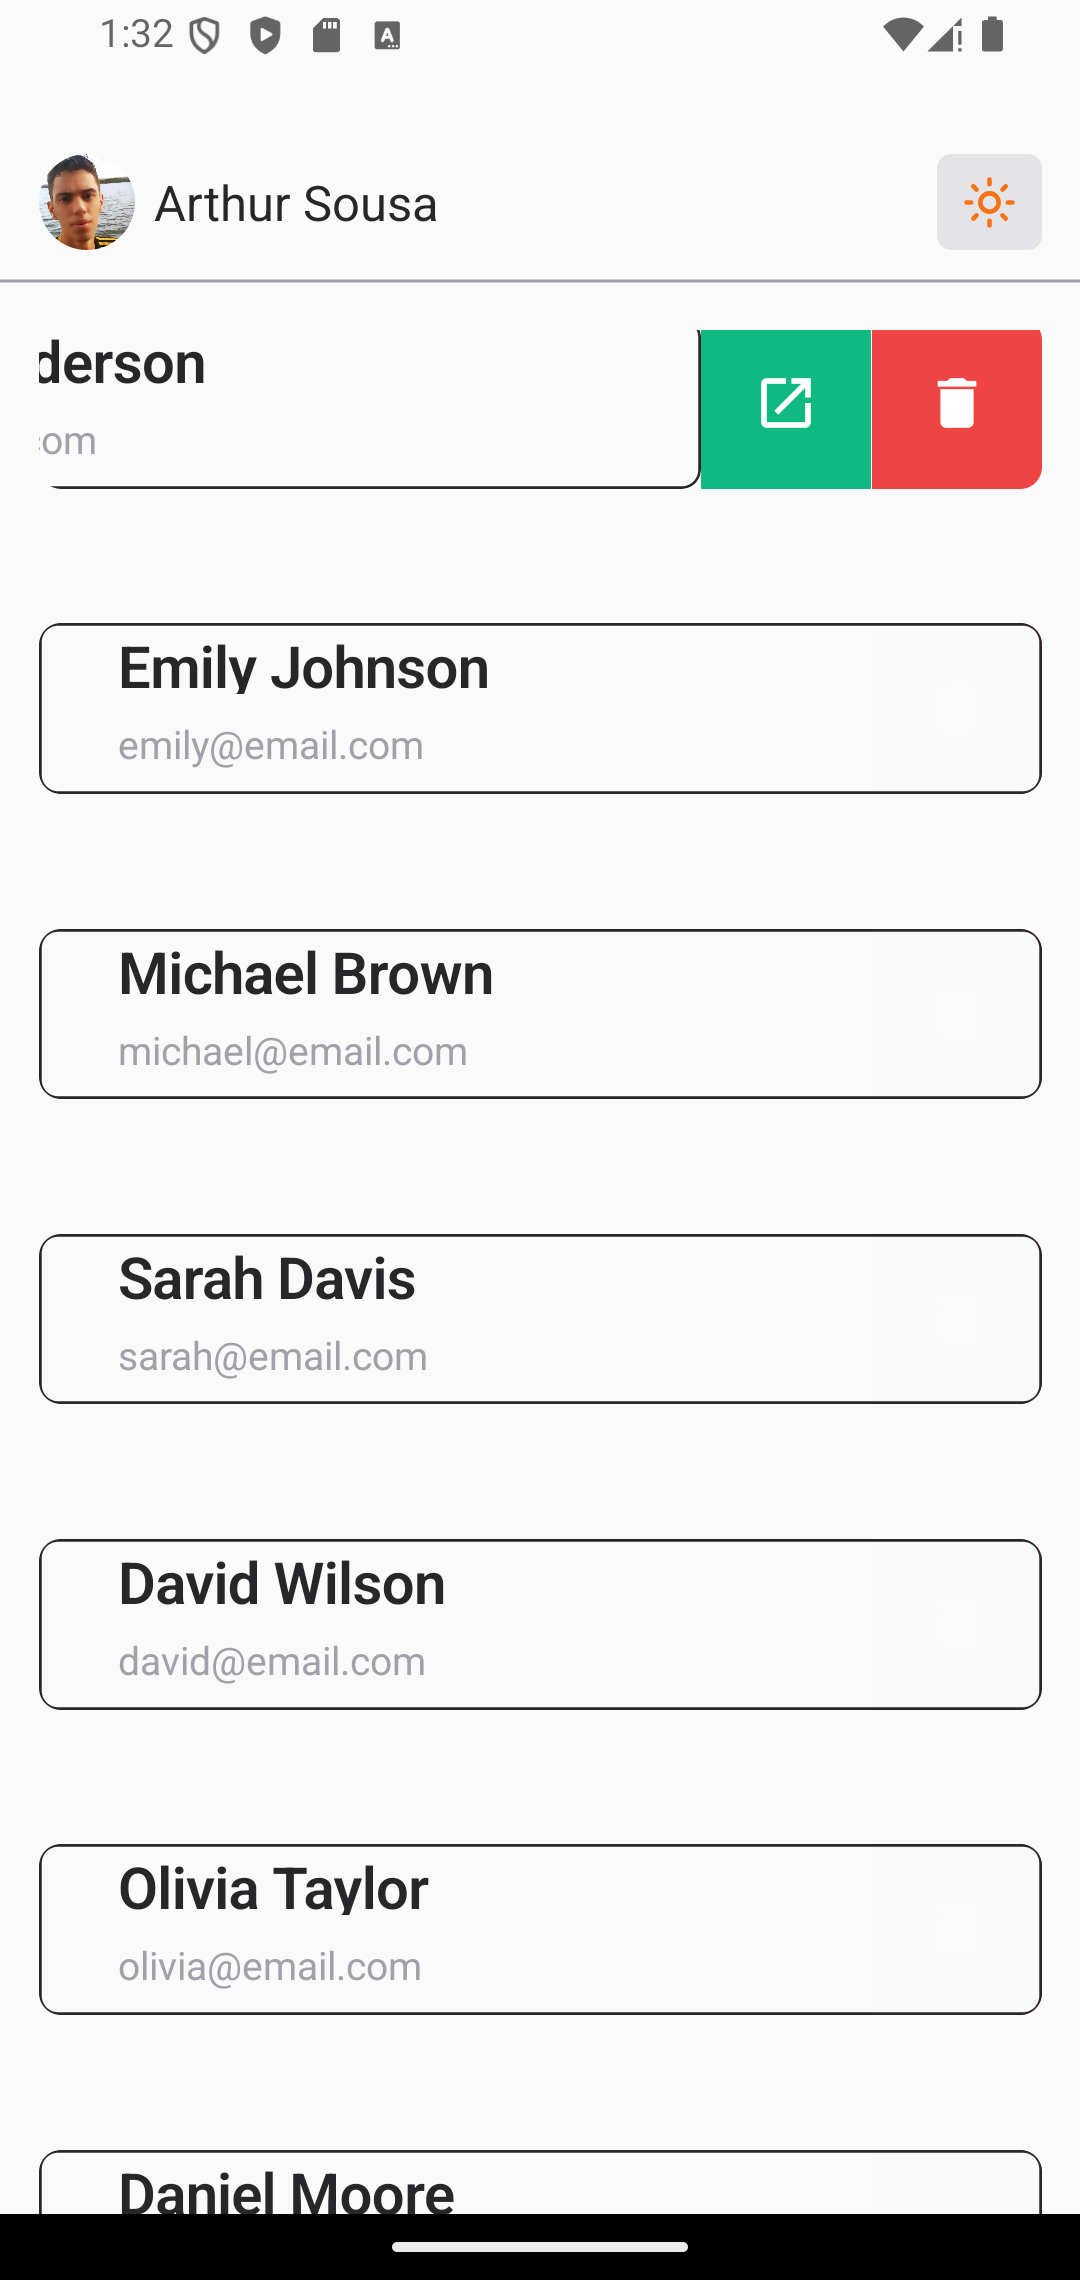 1:32
Arthur Sousa
derson
com
Emily Johnson
emily@email.com
Michael Brown
michael@email.com
Sarah Davis
sarah@email.com
David Wilson
david@email.com
Olivia Taylor
olivia@email.com
Daniel Moore